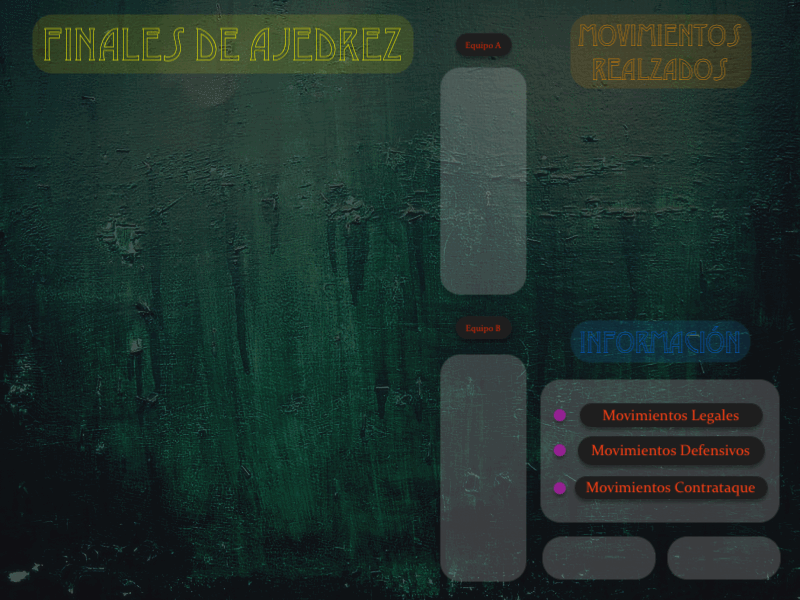 FINALES DE AJEDREZ
Equipo A
MOVIMIENTOS
REALZADOS
Equipo B
INFORMACIÓN
Movimientos Legales
Movimientos Defensivos
Movimientos Contrataque